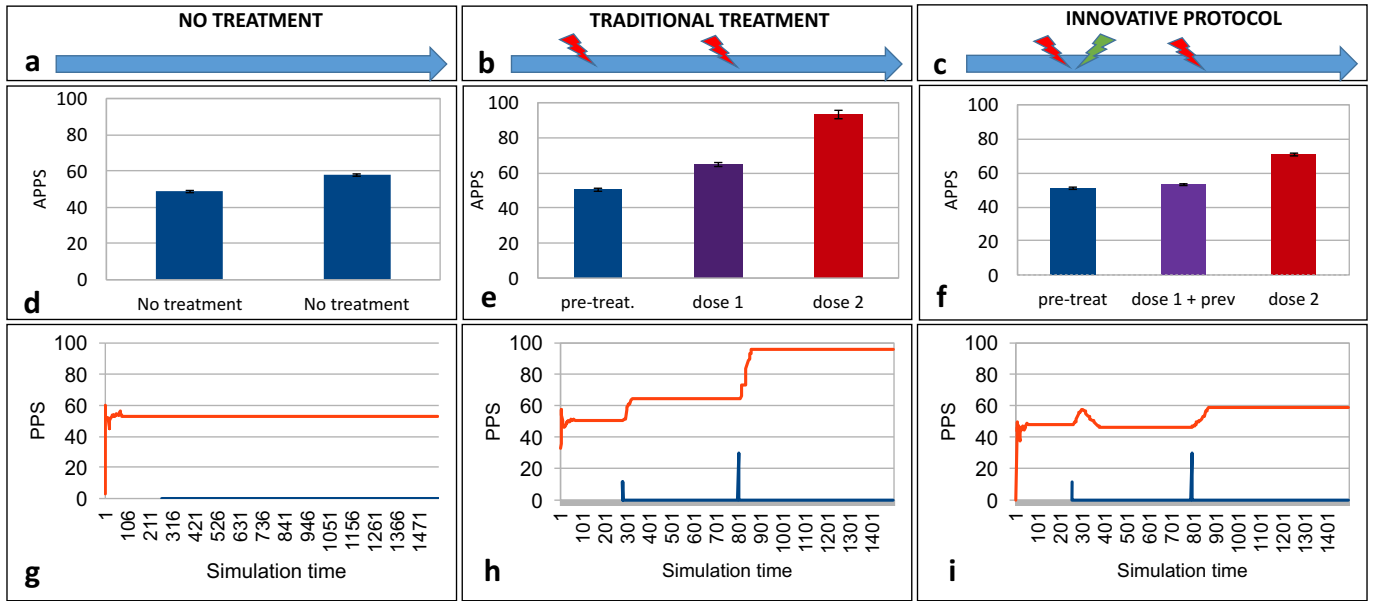 NO TREATMENT
TRADITIONAL TREATMENT
INNOVATIVE PROTOCOL
a
b
c
100
80
60
40
20
0
APPS
No treatment
No treatment
d
100
80
60
40
20
0
APPS
pre-treat.
dose 1
dose 2
e
100
80
60
40
20
0
APPS
pre-treat
dose 1 + prev
dose 2
f
100
80
60
40
20
0
PPS
1
106
211
316
421
526
631
736
841
946
1051
1156
1261
1366
1471
Simulation time
g
100
80
60
40
20
0
PPS
1
101
201
301
401
501
601
701
801
901
1001
1101
1201
1301
1401
Simulation time
h
100
80
60
40
20
0
PPS
1
101
201
301
401
501
601
701
801
901
1001
1101
1201
1301
1401
Simulation time
i